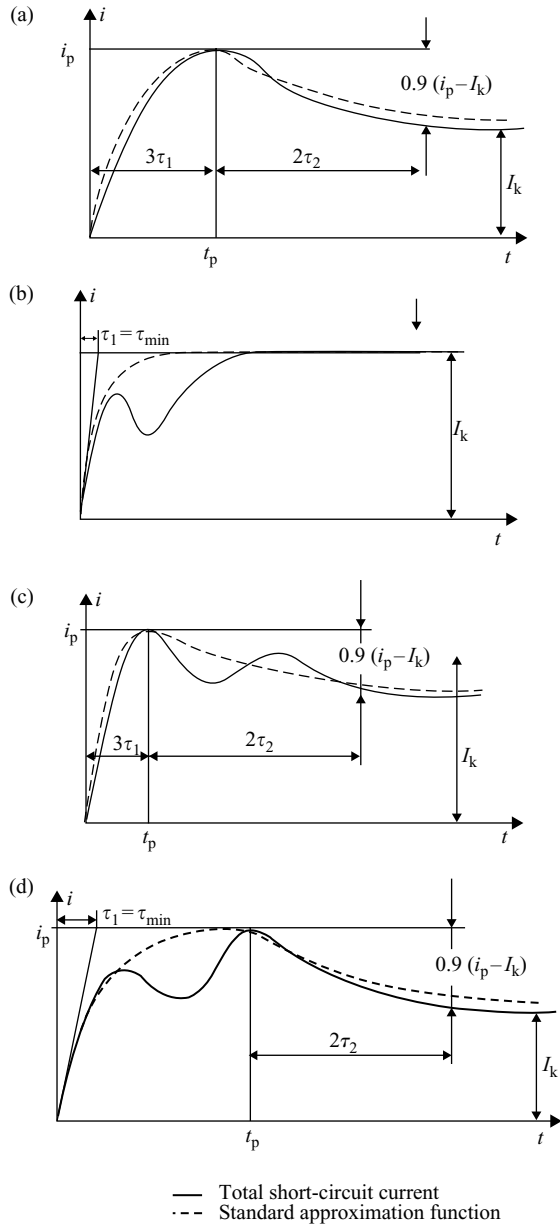 (a)
i
i_p
0.9 (i_p–I_k)
3τ_1
2τ_2
I_k
t_p
t
(b)
i
τ_1 = τ_min
I_k
t
(c)
i
i_p
0.9 (i_p–I_k)
3τ_1
2τ_2
I_k
t_p
t
(d)
i
τ_1 = τ_min
i_p
0.9 (i_p–I_k)
2τ_2
I_k
t_p
t
Total short-circuit current
Standard approximation function